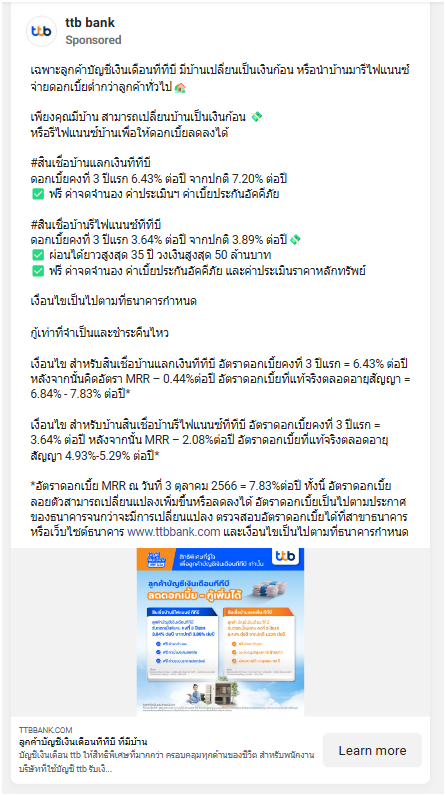 ttb bank
Sponsored
เฉพาะลูกค้าบัญชีเงินเดือนทีทีบี มีบ้านเปลี่ยนเป็นเงินก้อน หรือนำบ้านมารีไฟแนนซ์
จ่ายดอกเบี้ยต่ำกว่าลูกค้าทั่วไป🏠
เพียงคุณมีบ้าน สามารถเปลี่ยนบ้านเป็นเงินก้อน 💸
หรือรีไฟแนนซ์บ้านเพื่อให้ดอกเบี้ยลดลงได้
#สินเชื่อบ้านแลกเงินทีทีบี
ดอกเบี้ยคงที่ 3 ปีแรก 6.43% ต่อปี จากปกติ 7.20% ต่อปี
✅ ฟรี ค่าจดจำนอง ค่าประเมินฯ ค่าเบี้ยประกันอัคคีภัย
#สินเชื่อบ้านรีไฟแนนซ์ทีทีบี
ดอกเบี้ยคงที่ 3 ปีแรก 3.64% ต่อปี จากปกติ 3.89% ต่อปี💸
✅ ผ่อนได้ยาวสูงสุด 35 ปี วงเงินสูงสุด 50 ล้านบาท
✅ ฟรี ค่าจดจำนอง ค่าเบี้ยประกันอัคคีภัย และค่าประเมินราคาหลักทรัพย์
เงื่อนไขเป็นไปตามที่ธนาคารกำหนด
กู้เท่าที่จำเป็นและชำระคืนไหว
เงื่อนไข สำหรับสินเชื่อบ้านแลกเงินทีทีบี อัตราดอกเบี้ยคงที่ 3 ปีแรก = 6.43% ต่อปี
หลังจากนั้นคิดอัตรา MRR – 0.44%ต่อปี อัตราดอกเบี้ยที่แท้จริงตลอดอายุสัญญา =
6.84% - 7.83% ต่อปี*
เงื่อนไข สำหรับบ้านสินเชื่อบ้านรีไฟแนนซ์ทีทีบี อัตราดอกเบี้ยคงที่ 3 ปีแรก =
3.64% ต่อปี หลังจากนั้น MRR – 2.08%ต่อปี อัตราดอกเบี้ยที่แท้จริงตลอดอายุ
สัญญา 4.93%-5.29% ต่อปี*
*อัตราดอกเบี้ย MRR ณ วันที่ 3 ตุลาคม 2566 = 7.83%ต่อปี ทั้งนี้ อัตราดอกเบี้ย
ลอยตัวสามารถเปลี่ยนแปลงเพิ่มขึ้นหรือลดลงได้ อัตราดอกเบี้ยเป็นไปตามประกาศ
ของธนาคารจนกว่าจะมีการเปลี่ยนแปลง ตรวจสอบอัตราดอกเบี้ยได้ที่สาขาธนาคาร
หรือเว็บไซต์ธนาคาร www.ttbbank.com และเงื่อนไขเป็นไปตามที่ธนาคารกำหนด
ttb
ลูกค้าบัญชีเงินเดือนทีทีบี
ลดดอกเบี้ย - กู้เพิ่มได้
TTBBANK.COM
ลูกค้าบัญชีเงินเดือนทีทีบี ที่มีบ้าน
บัญชีเงินเดือน ttb ให้สิทธิพิเศษที่มากกว่า ครอบคลุมทุกด้านของชีวิต สำหรับพนักงาน
บริษัทที่ใช้บัญชี ttb รับเงิ...
Learn more